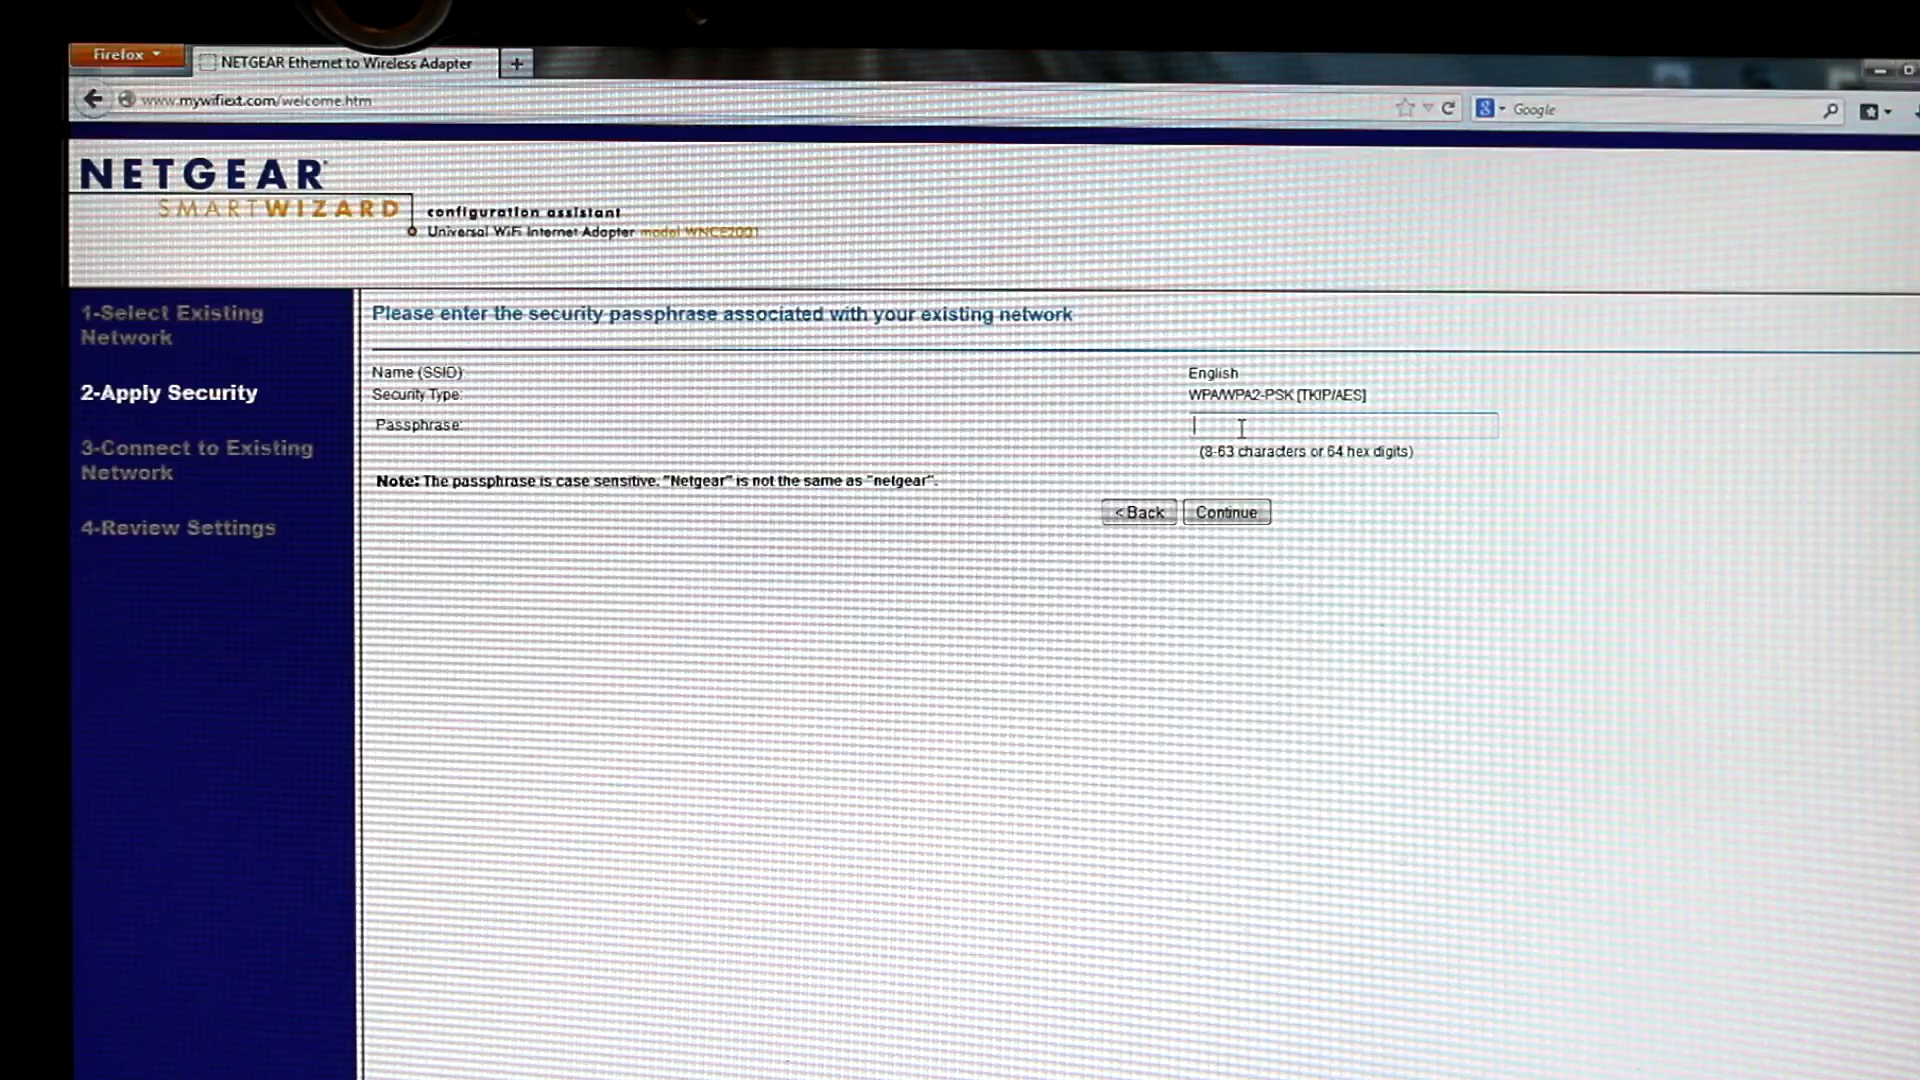 Firefox
NETGEAR Ethernet to Wireless Adapter
+
www.mywifiext.com/welcome.htm
Google
NETGEAR
SMARTWIZARD
configuration assistant
Universal WiFi Internet Adapter model WNCE2001
1-Select Existing
Network
2-Apply Security
3-Connect to Existing
Network
4-Review Settings
Please enter the security passphrase associated with your existing network
Name (SSID): English
Security Type: WPA/WPA2-PSK [TKIP/AES]
Passphrase:
(8-63 characters or 64 hex digits)
Note: The passphrase is case sensitive. "Netgear" is not the same as "netgear".
< Back Continue